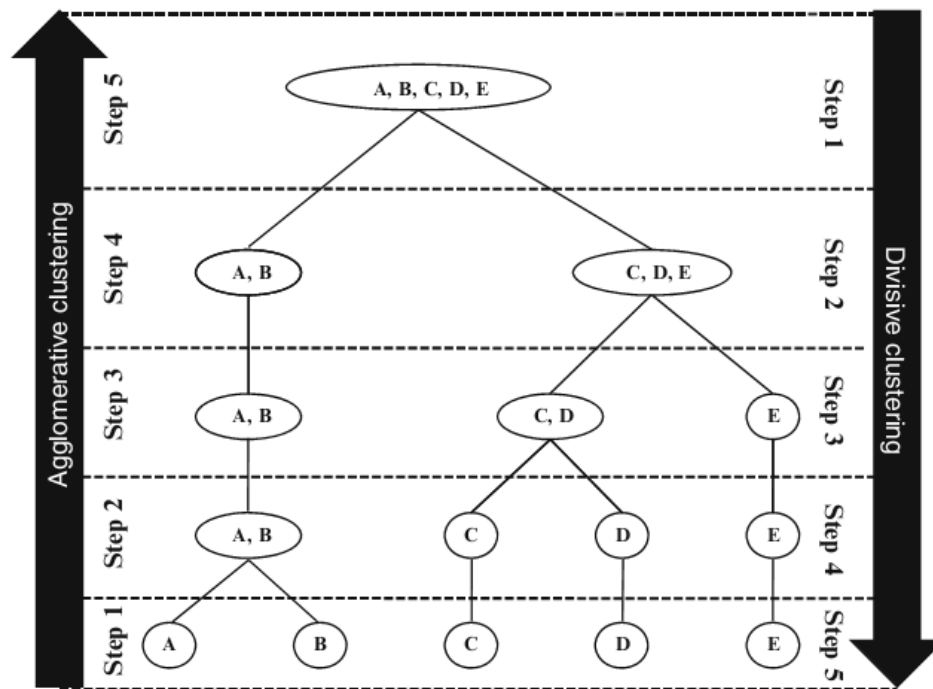 Agglomerative clustering
Divisive clustering
Step 5
A, B, C, D, E
Step 1
Step 4
A, B
C, D, E
Step 2
Step 3
A, B
C, D
E
Step 3
Step 2
A, B
C
D
E
Step 4
Step 1
A
B
C
D
E
Step 5